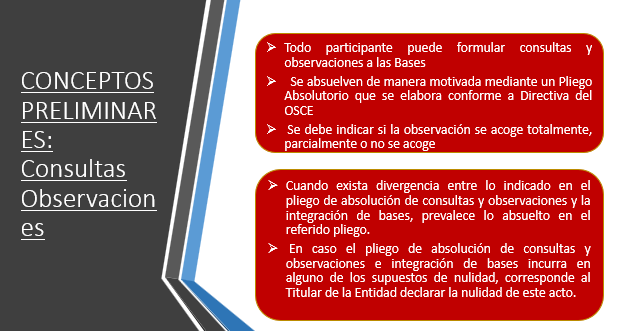 CONCEPTOS
PRELIMINAR
ES:
Consultas
Observacion
es
➢ Todo participante puede formular consultas y
observaciones a las Bases
➢ Se absuelven de manera motivada mediante un Pliego
Absolutorio que se elabora conforme a Directiva del
OSCE
➢ Se debe indicar si la observación se acoge totalmente,
parcialmente o no se acoge
➢ Cuando exista divergencia entre lo indicado en el
pliego de absolución de consultas y observaciones y la
integración de bases, prevalece lo absuelto en el
referido pliego.
➢ En caso el pliego de absolución de consultas y
observaciones e integración de bases incurra en
alguno de los supuestos de nulidad, corresponde al
Titular de la Entidad declarar la nulidad de este acto.